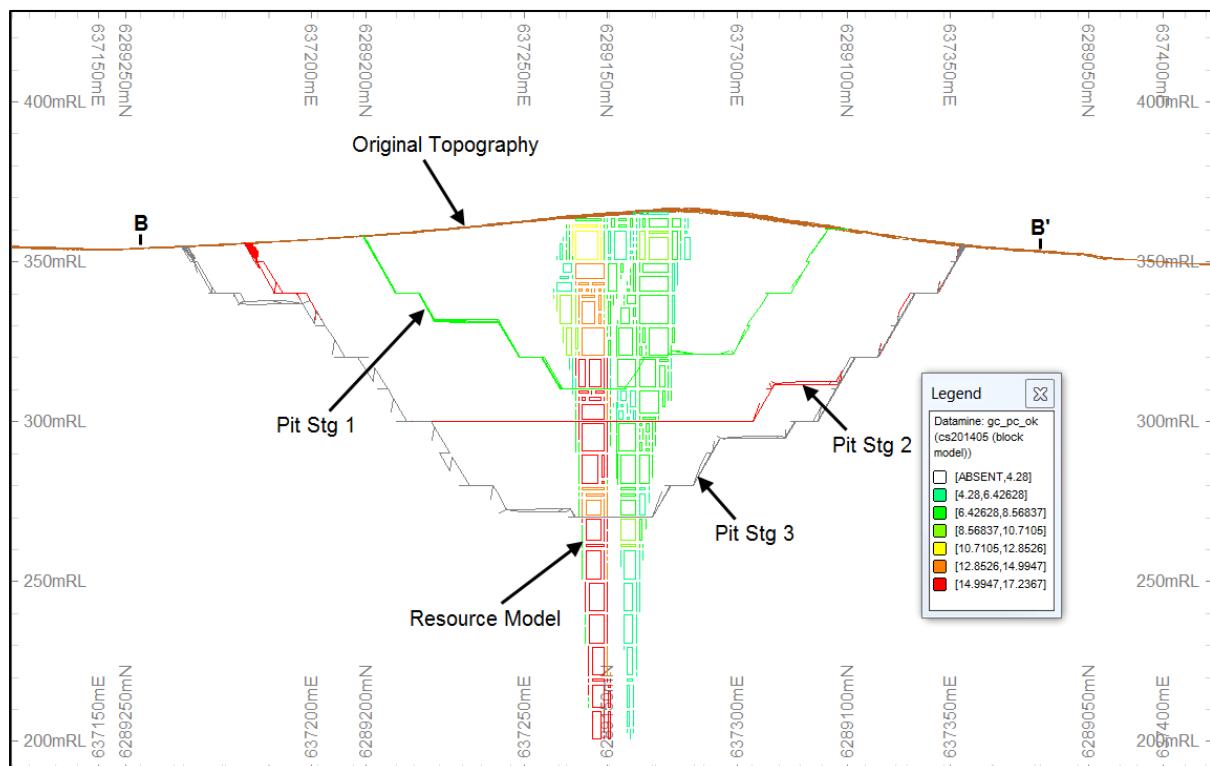 637150mE
6289250mN
637200mE
6289200mN
637250mE
6289150mN
637300mE
6289100mN
637350mE
6289050mN
637400mE
400mRL
400mRL
Original Topography
B
B'
350mRL
350mRL
Pit Stg 1
300mRL
Pit Stg 2
Pit Stg 3
Legend
Datamine: gc_pc_ok
(cs201405 (block
model))
[ABSENT,4.28]
[4.28,6.42628]
[6.42628,8.56837]
[8.56837,10.7105]
[10.7105,12.8526]
[12.8526,14.9947]
[14.9947,17.2367]
250mRL
250mRL
Resource Model
200mRL
200mRL
637150mE
6289250mN
637200mE
6289200mN
637250mE
6289150mN
637300mE
6289100mN
637350mE
6289050mN
637400mE